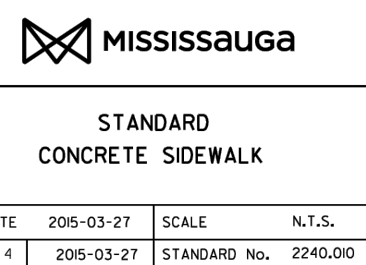 MISSISSauGa
STANDARD
CONCRETE SIDEWALK
TE 2015-03-27 SCALE N.T.S.
4 2015-03-27 STANDARD No. 2240.010